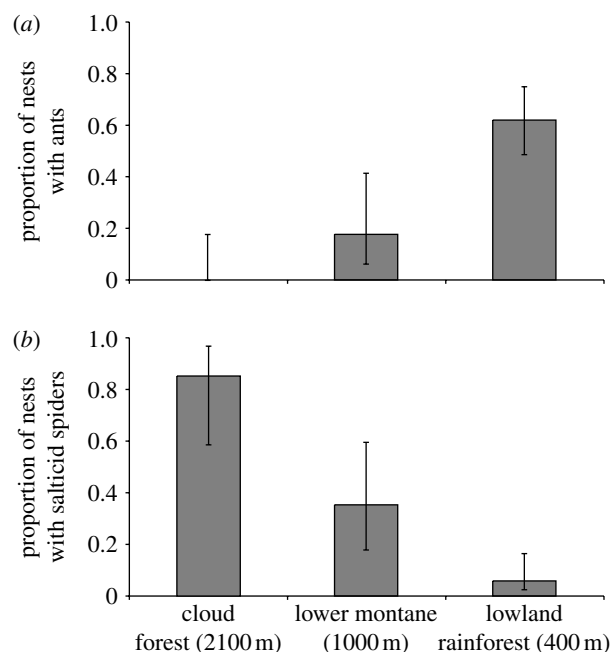 (a)
proportion of nests
with ants
1.0
0.8
0.6
0.4
0.2
0
(b)
proportion of nests
with salticid spiders
1.0
0.8
0.6
0.4
0.2
0
cloud
forest (2100 m)
lower montane
(1000 m)
lowland
rainforest (400 m)